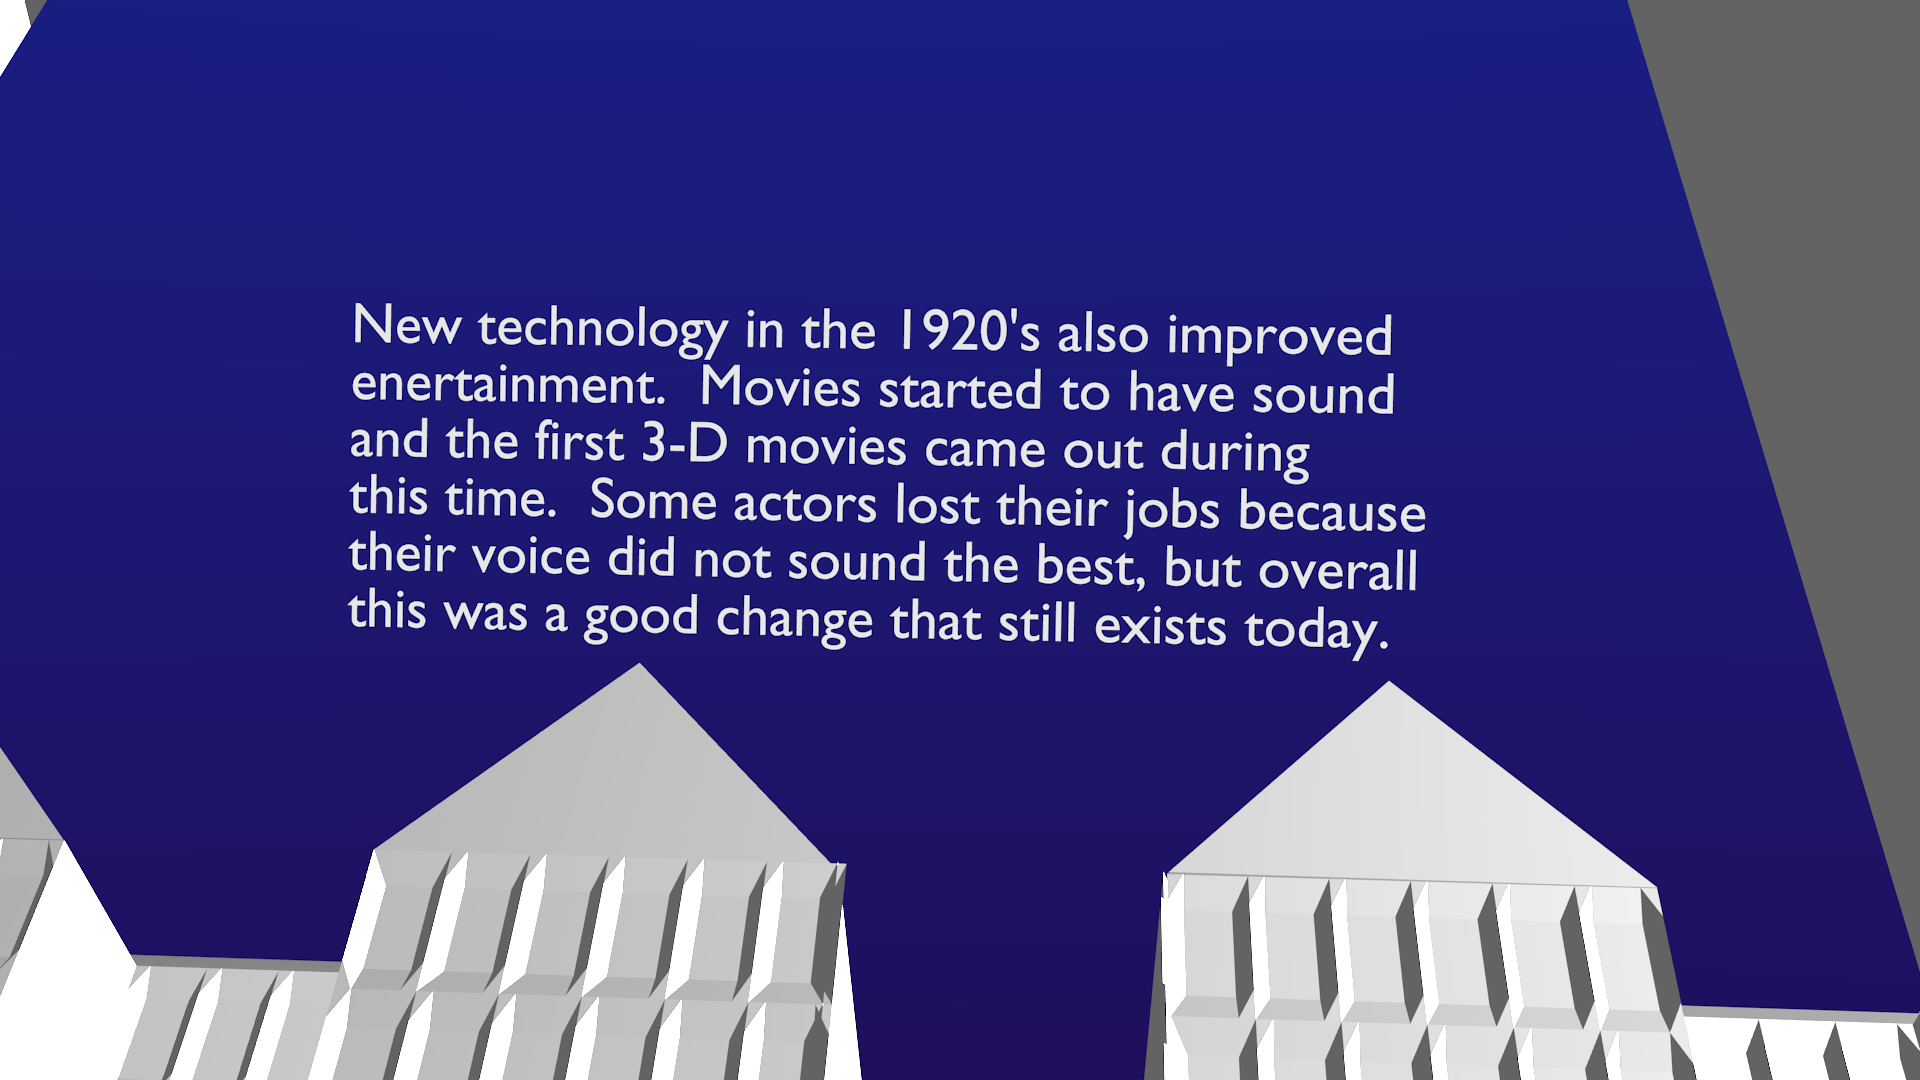 New technology in the 1920's also improved
enertainment.  Movies started to have sound
and the first 3-D movies came out during
this time.  Some actors lost their jobs because
their voice did not sound the best, but overall
this was a good change that still exists today.